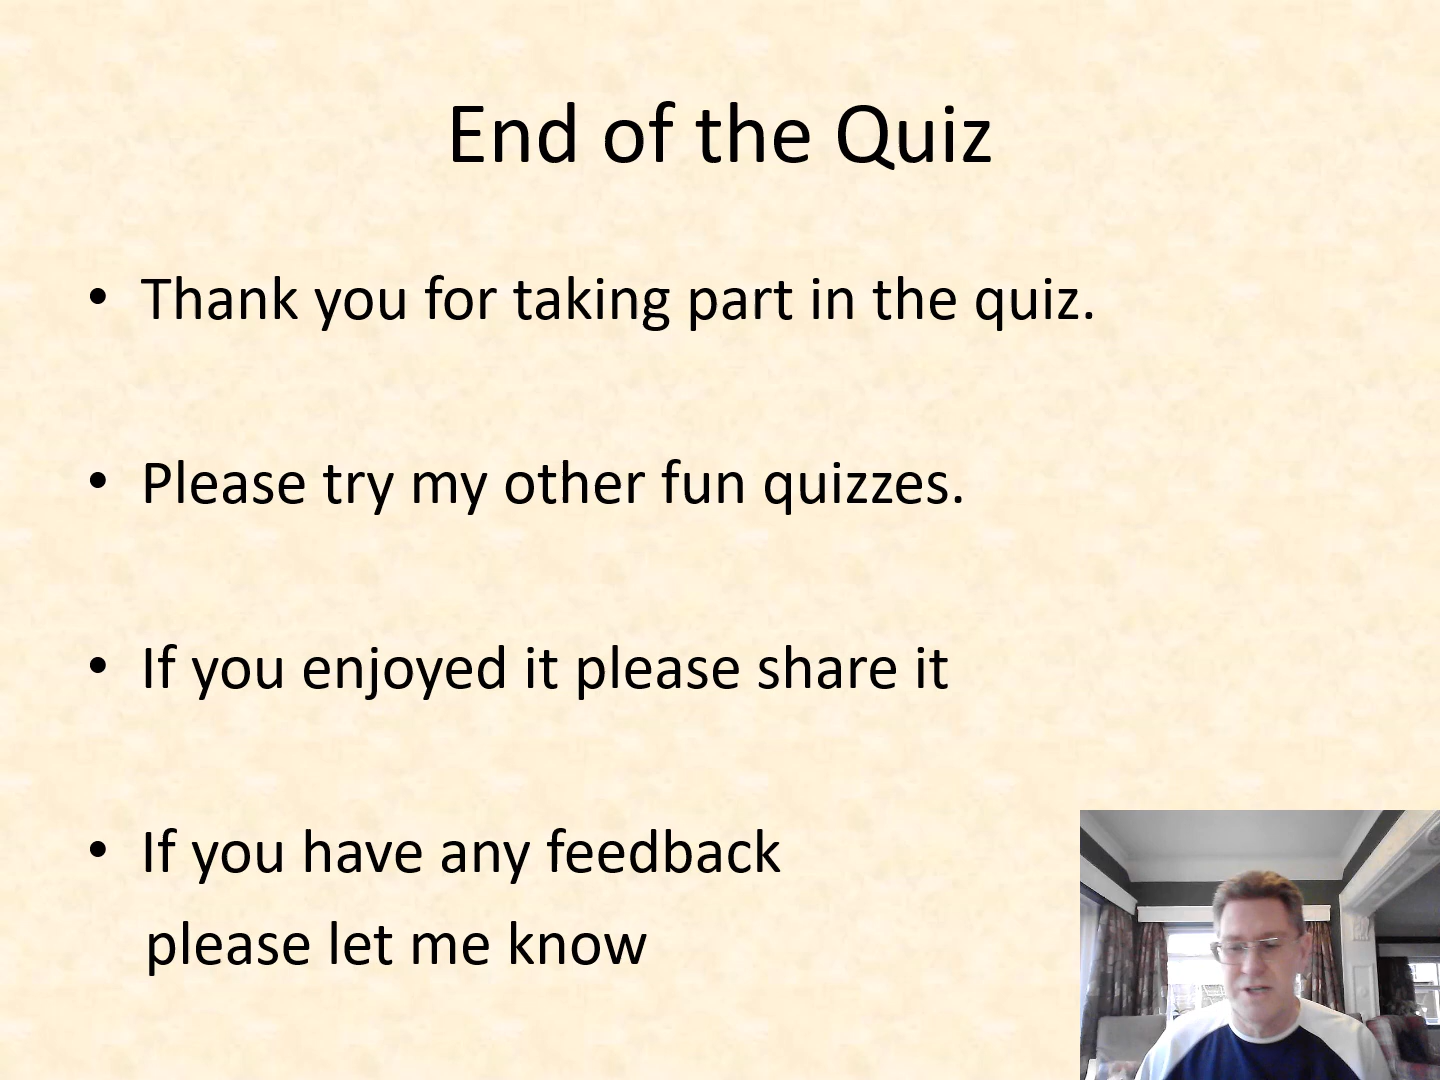 End of the Quiz
• Thank you for taking part in the quiz.
• Please try my other fun quizzes.
• If you enjoyed it please share it
• If you have any feedback
please let me know